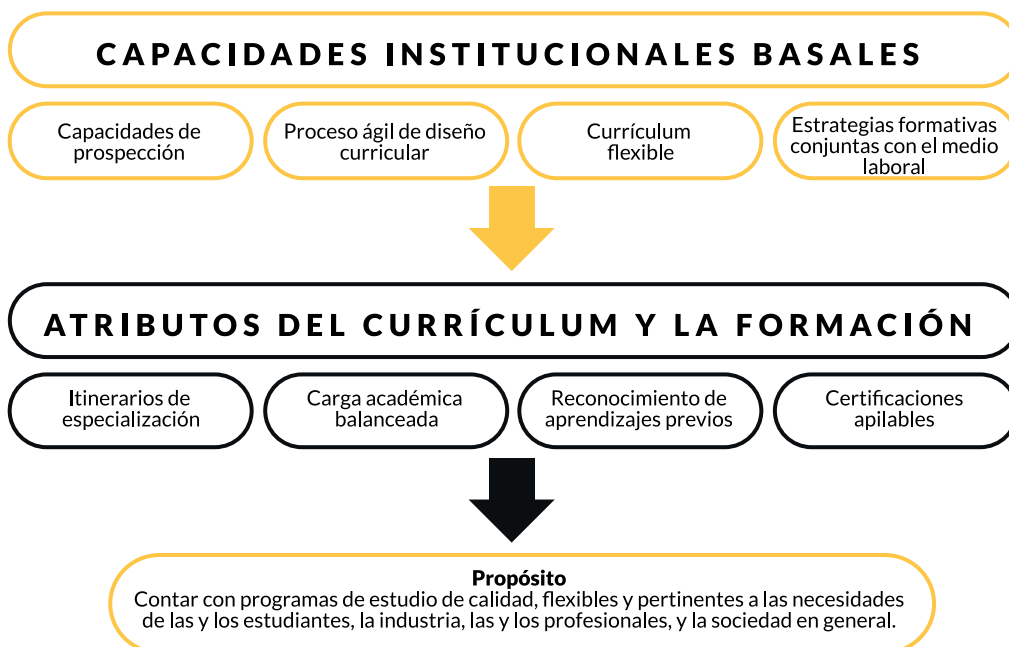 CAPACIDADES INSTITUCIONALES BASALES
Capacidades de
prospección
Proceso ágil de diseño
curricular
Currículum
flexible
Estrategias formativas
conjuntas con el medio
laboral
ATRIBUTOS DEL CURRÍCULUM Y LA FORMACIÓN
Itinerarios de
especialización
Carga académica
balanceada
Reconocimiento de
aprendizajes previos
Certificaciones
apilables
Propósito
Contar con programas de estudio de calidad, flexibles y pertinentes a las necesidades
de las y los estudiantes, la industria, las y los profesionales, y la sociedad en general.